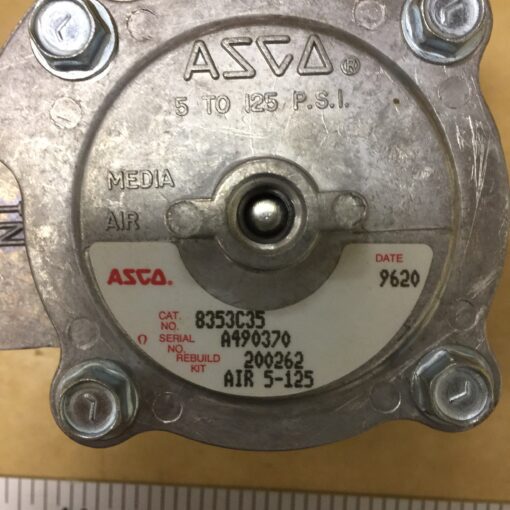 ASCO®
5 TO 125 P.S.I.
MEDIA
AIR
IN
ASCO®
DATE
9620
CAT. NO. 8353C35
SERIAL NO. A490370
REBUILD KIT 200262
AIR 5-125